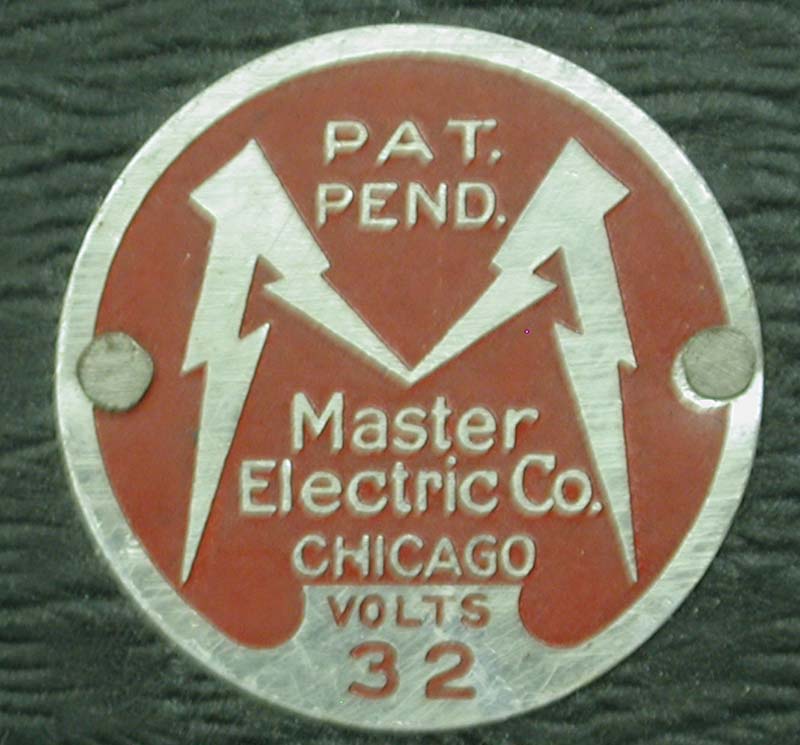 PAT.
PEND.
Master
Electric Co.
CHICAGO
VOLTS
32